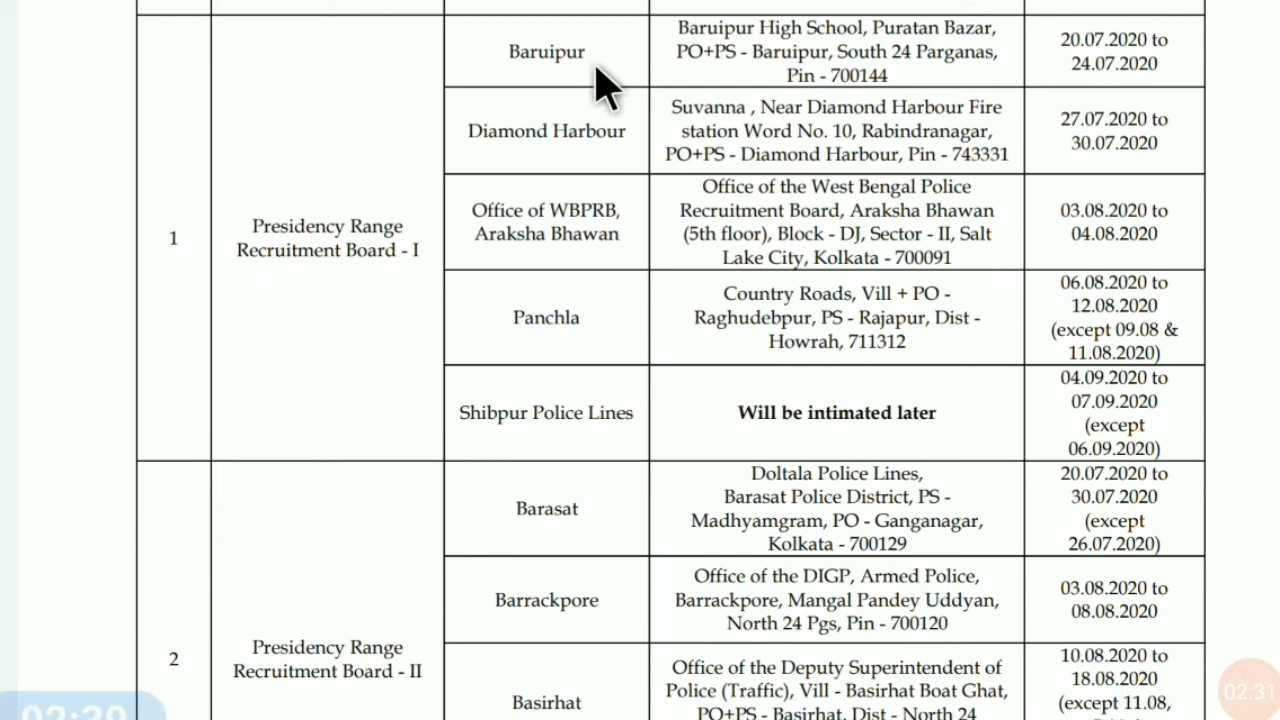 1
Presidency Range
Recruitment Board - I
Baruipur
Baruipur High School, Puratan Bazar,
PO+PS - Baruipur, South 24 Parganas,
Pin - 700144
20.07.2020 to
24.07.2020
Diamond Harbour
Suvanna , Near Diamond Harbour Fire
station Word No. 10, Rabindranagar,
PO+PS - Diamond Harbour, Pin - 743331
27.07.2020 to
30.07.2020
Office of WBPRB,
Araksha Bhawan
Office of the West Bengal Police
Recruitment Board, Araksha Bhawan
(5th floor), Block - DJ, Sector - II, Salt
Lake City, Kolkata - 700091
03.08.2020 to
04.08.2020
Panchla
Country Roads, Vill + PO -
Raghudebpur, PS - Rajapur, Dist -
Howrah, 711312
06.08.2020 to
12.08.2020
(except 09.08 &
11.08.2020)
Shibpur Police Lines
Will be intimated later
04.09.2020 to
07.09.2020
(except
06.09.2020)
2
Presidency Range
Recruitment Board - II
Barasat
Doltala Police Lines,
Barasat Police District, PS -
Madhyamgram, PO - Ganganagar,
Kolkata - 700129
20.07.2020 to
30.07.2020
(except
26.07.2020)
Barrackpore
Office of the DIGP, Armed Police,
Barrackpore, Mangal Pandey Uddyan,
North 24 Pgs, Pin - 700120
03.08.2020 to
08.08.2020
Basirhat
Office of the Deputy Superintendent of
Police (Traffic), Vill - Basirhat Boat Ghat,
PO+PS - Basirhat, Dist - North 24
10.08.2020 to
18.08.2020
(except 11.08,
02:31